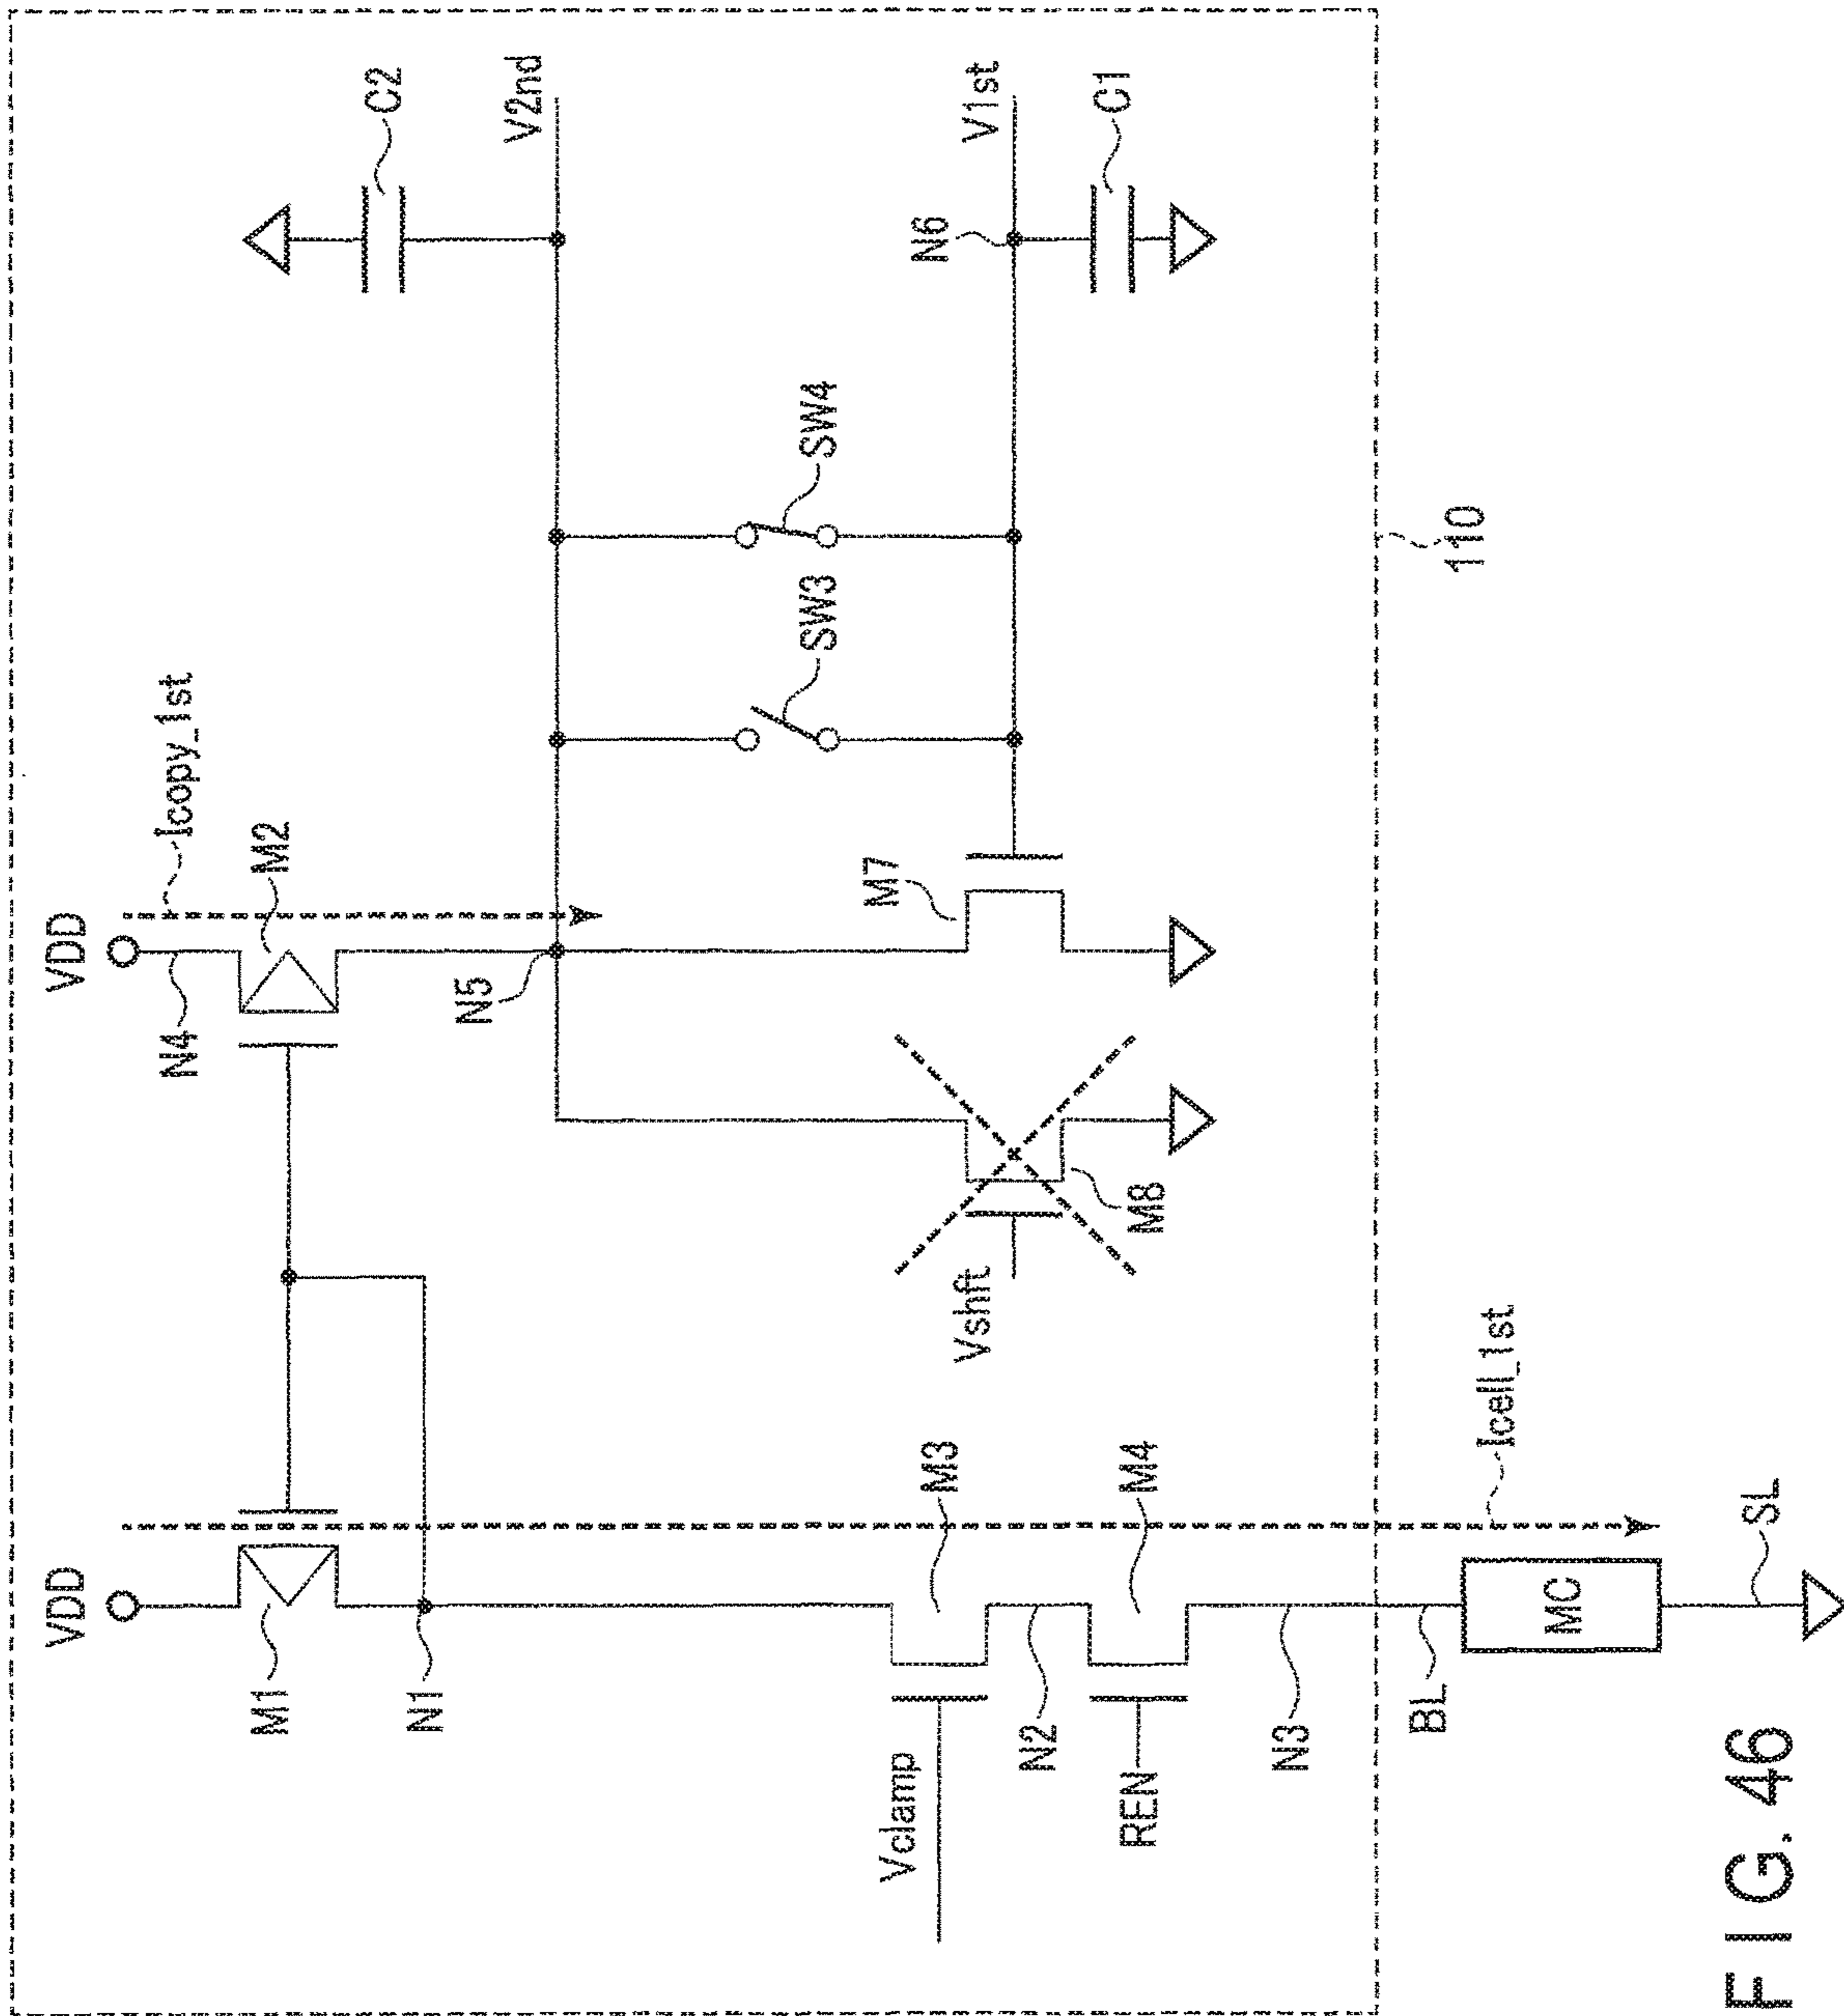 VDD
VDD
Icopy_1st
M1
M2
N4
C2
N1
N5
V2nd
SW3
SW4
Vclamp
M3
Vshft
M8
M7
N6
V1st
C1
N2
REN
M4
N3
110
BL
MC
Icell_1st
SL
FIG. 46